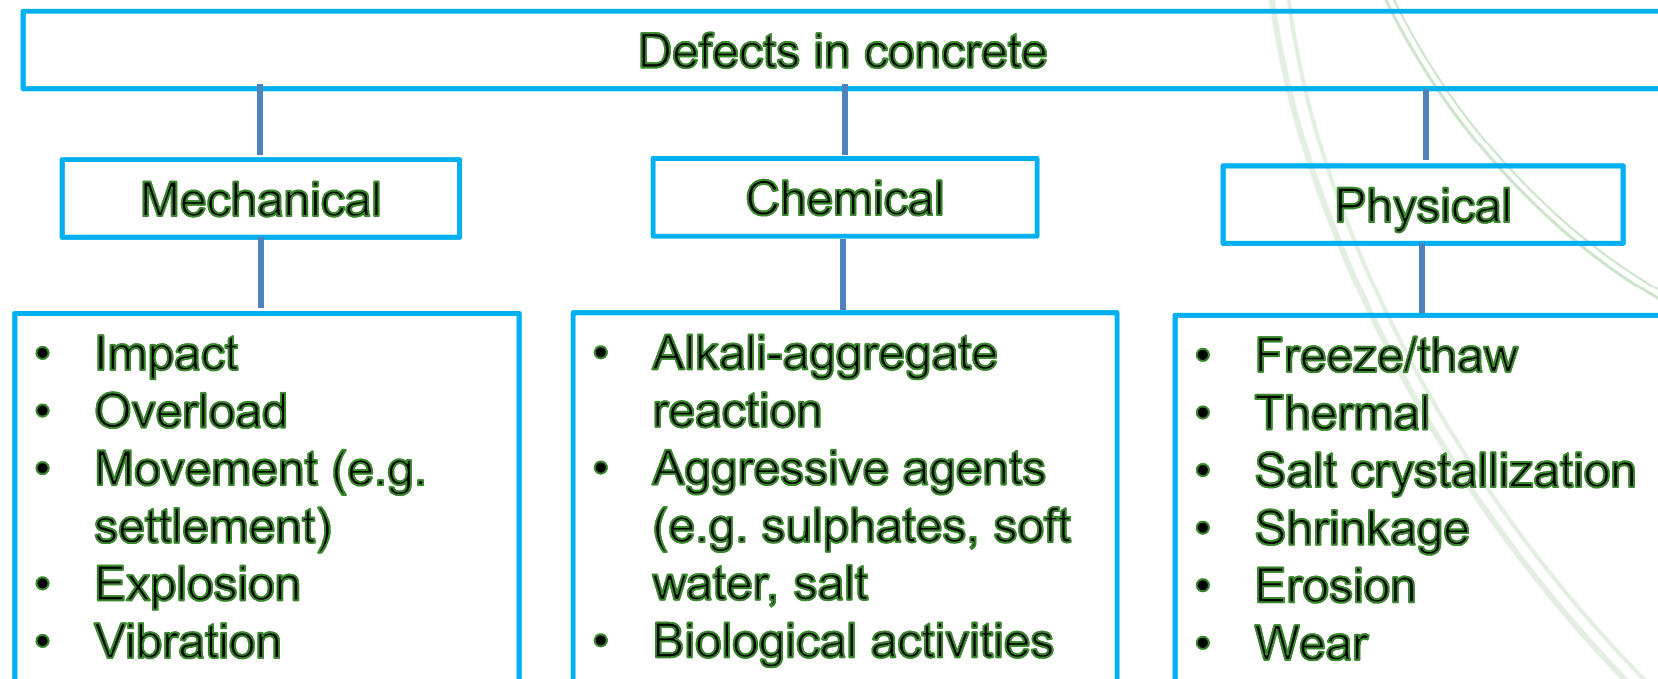 Defects in concrete
Mechanical
Chemical
Physical
• Impact
• Overload
• Movement (e.g.
settlement)
• Explosion
• Vibration
• Alkali-aggregate
reaction
• Aggressive agents
(e.g. sulphates, soft
water, salt
• Biological activities
• Freeze/thaw
• Thermal
• Salt crystallization
• Shrinkage
• Erosion
• Wear